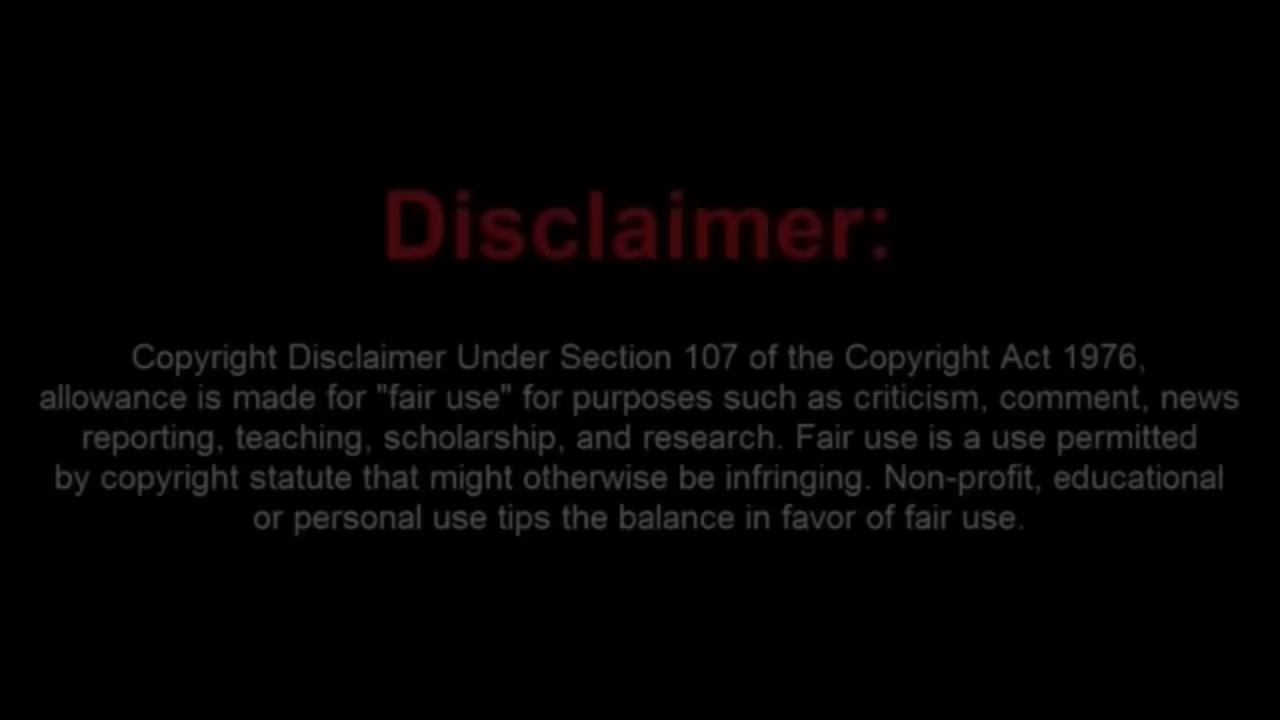 Disclaimer:
Copyright Disclaimer Under Section 107 of the Copyright Act 1976,
allowance is made for "fair use" for purposes such as criticism, comment, news
reporting, teaching, scholarship, and research. Fair use is a use permitted
by copyright statute that might otherwise be infringing. Non-profit, educational
or personal use tips the balance in favor of fair use.